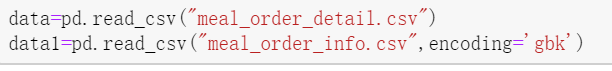 data=pd.read_csv("meal_order_detail.csv")
data1=pd.read_csv("meal_order_info.csv",encoding='gbk')